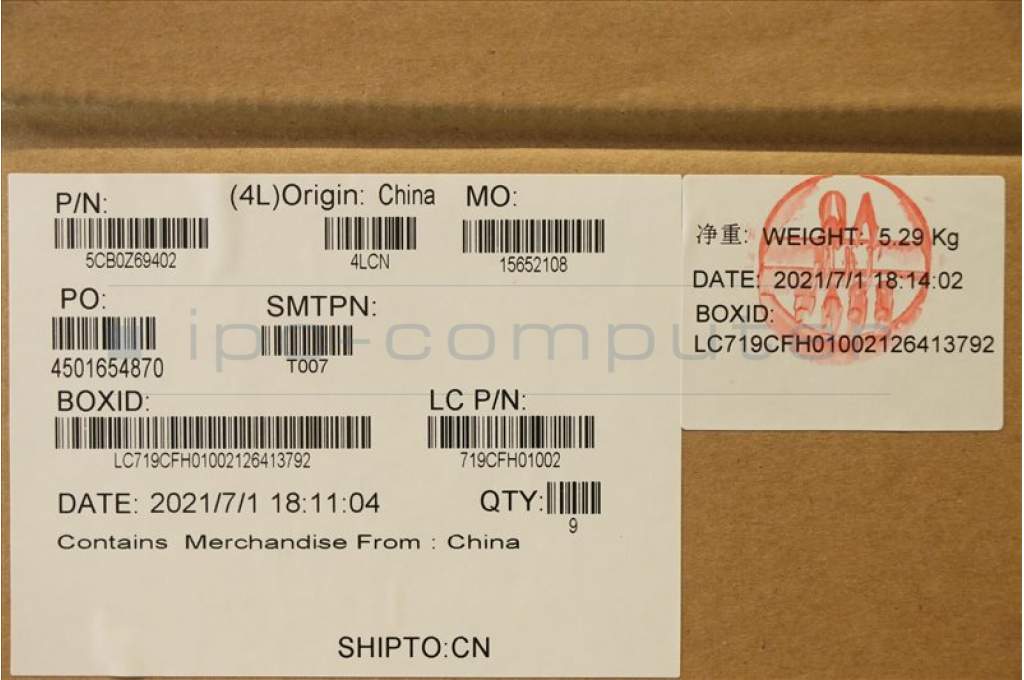 P/N: (4L)Origin: China MO:
5CB0Z69402 4LCN 15652108
PO: SMTPN:
4501654870 T007
BOXID: LC P/N:
LC719CFH01002126413792 719CFH01002
DATE: 2021/7/1 18:11:04 QTY:
9
Contains Merchandise From : China
SHIPTO:CN
净重: WEIGHT: 5.29 Kg
DATE: 2021/7/1 18:14:02
BOXID:
LC719CFH01002126413792
ipc-computer